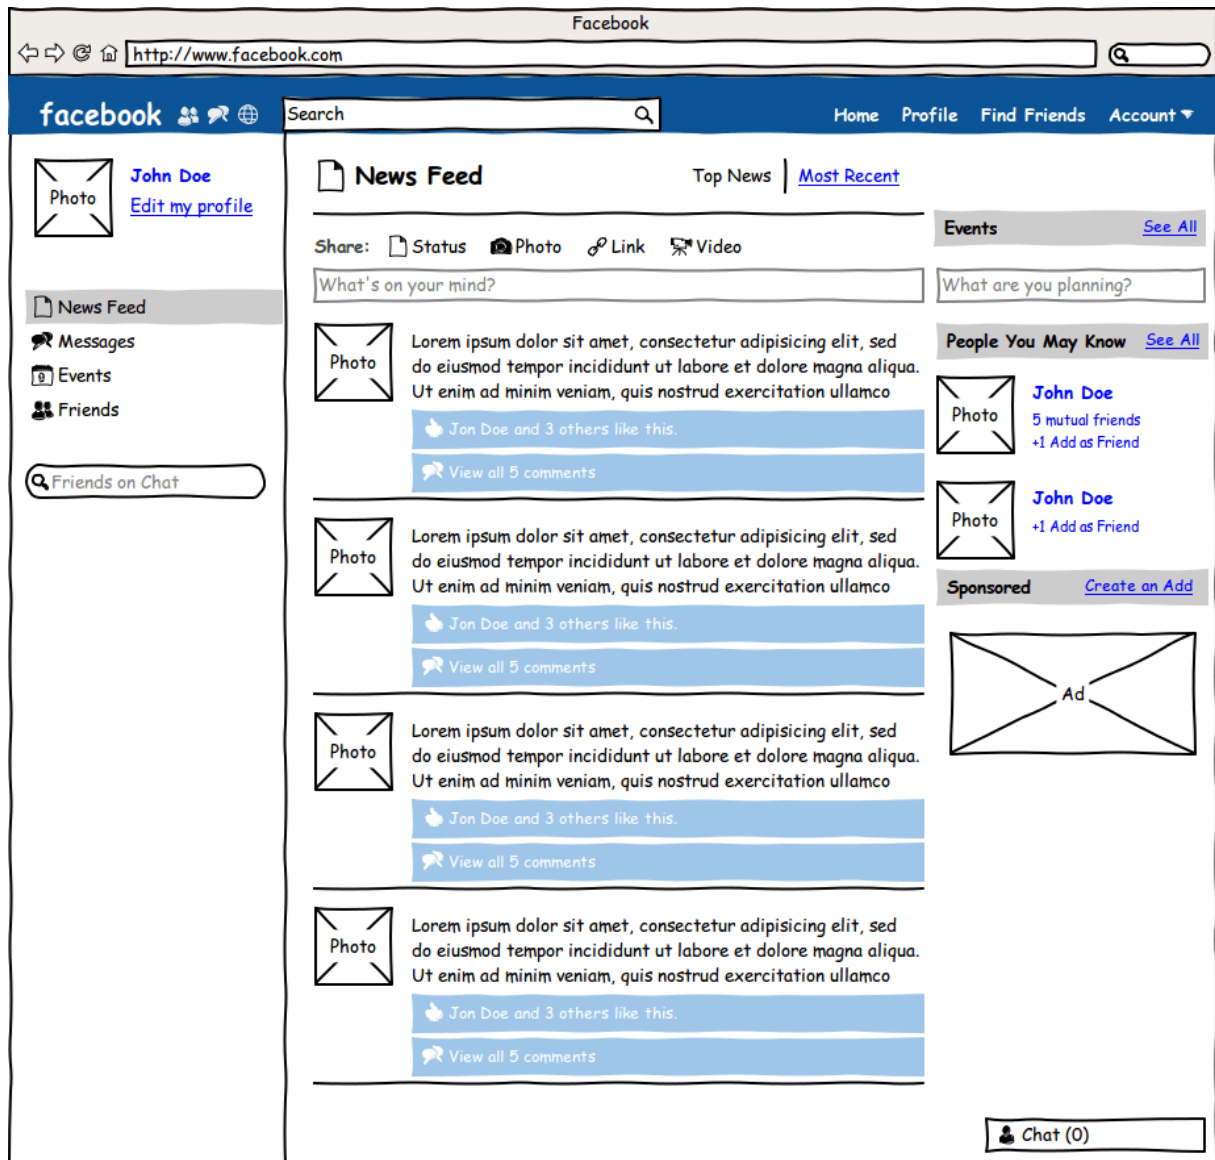 Facebook
http://www.facebook.com
facebook
Search
Home Profile Find Friends Account
Photo
John Doe
Edit my profile
News Feed
Messages
9
Events
Friends
Friends on Chat
News Feed
Top News Most Recent
Share: Status Photo Link Video
What's on your mind?
Photo
Lorem ipsum dolor sit amet, consectetur adipisicing elit, sed
do eiusmod tempor incididunt ut labore et dolore magna aliqua.
Ut enim ad minim veniam, quis nostrud exercitation ullamco
Jon Doe and 3 others like this.
View all 5 comments
Photo
Lorem ipsum dolor sit amet, consectetur adipisicing elit, sed
do eiusmod tempor incididunt ut labore et dolore magna aliqua.
Ut enim ad minim veniam, quis nostrud exercitation ullamco
Jon Doe and 3 others like this.
View all 5 comments
Photo
Lorem ipsum dolor sit amet, consectetur adipisicing elit, sed
do eiusmod tempor incididunt ut labore et dolore magna aliqua.
Ut enim ad minim veniam, quis nostrud exercitation ullamco
Jon Doe and 3 others like this.
View all 5 comments
Photo
Lorem ipsum dolor sit amet, consectetur adipisicing elit, sed
do eiusmod tempor incididunt ut labore et dolore magna aliqua.
Ut enim ad minim veniam, quis nostrud exercitation ullamco
Jon Doe and 3 others like this.
View all 5 comments
Events See All
What are you planning?
People You May Know See All
Photo
John Doe
5 mutual friends
+1 Add as Friend
Photo
John Doe
+1 Add as Friend
Sponsored Create an Add
Ad
Chat (0)